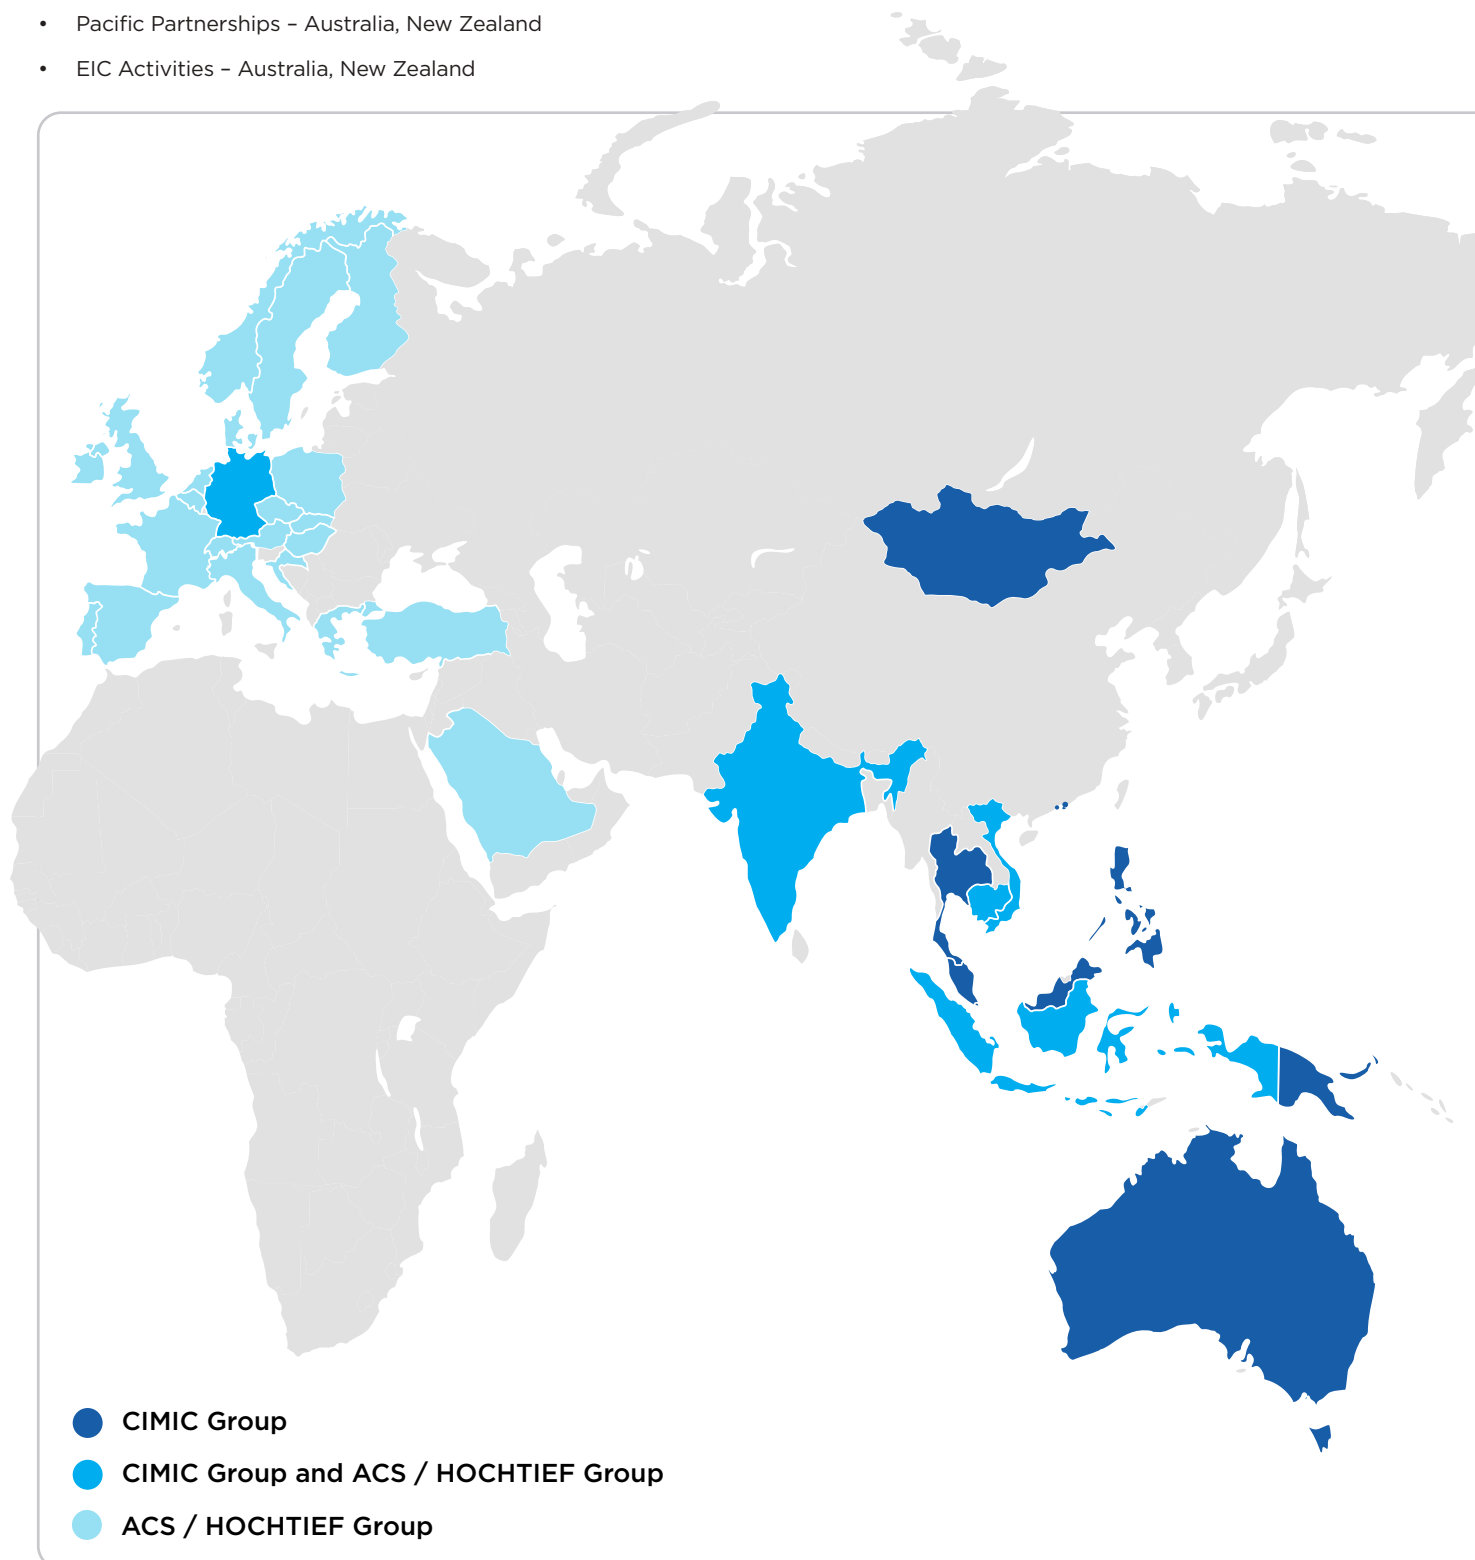 • Pacific Partnerships – Australia, New Zealand
• EIC Activities – Australia, New Zealand
CIMIC Group
CIMIC Group and ACS / HOCHTIEF Group
ACS / HOCHTIEF Group